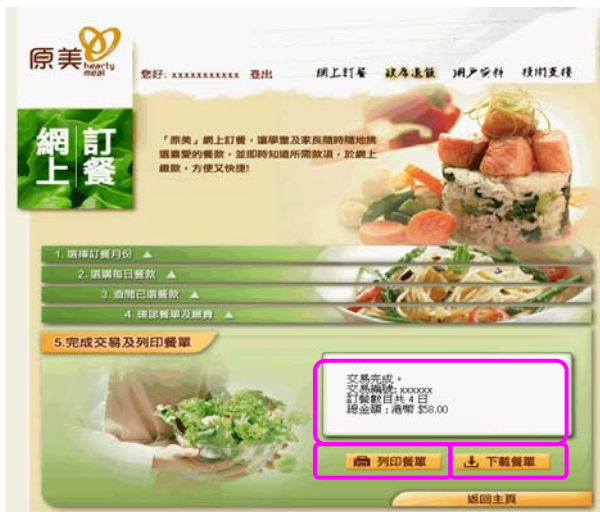 原美
hearty
meal
您好: xxxxxxxxxxx 登出
網上訂餐 缺席退飯 用戶資料 技術支援
網上
訂餐
「原美」網上訂餐，讓學童及家長隨時隨地挑
選喜愛的餐款，並即時知道所需款項，於網上
繳款，方便又快捷!
1. 選擇訂餐月份 ▲
2. 選購每日餐款 ▲
3. 查閱已選餐款 ▲
4. 確認餐單及繳費 ▲
5.完成交易及列印餐單
交易完成。
交易編號: xxxxxx
訂餐數目共 4 日
總金額 : 港幣 $58.00
列印餐單
下載餐單
返回主頁